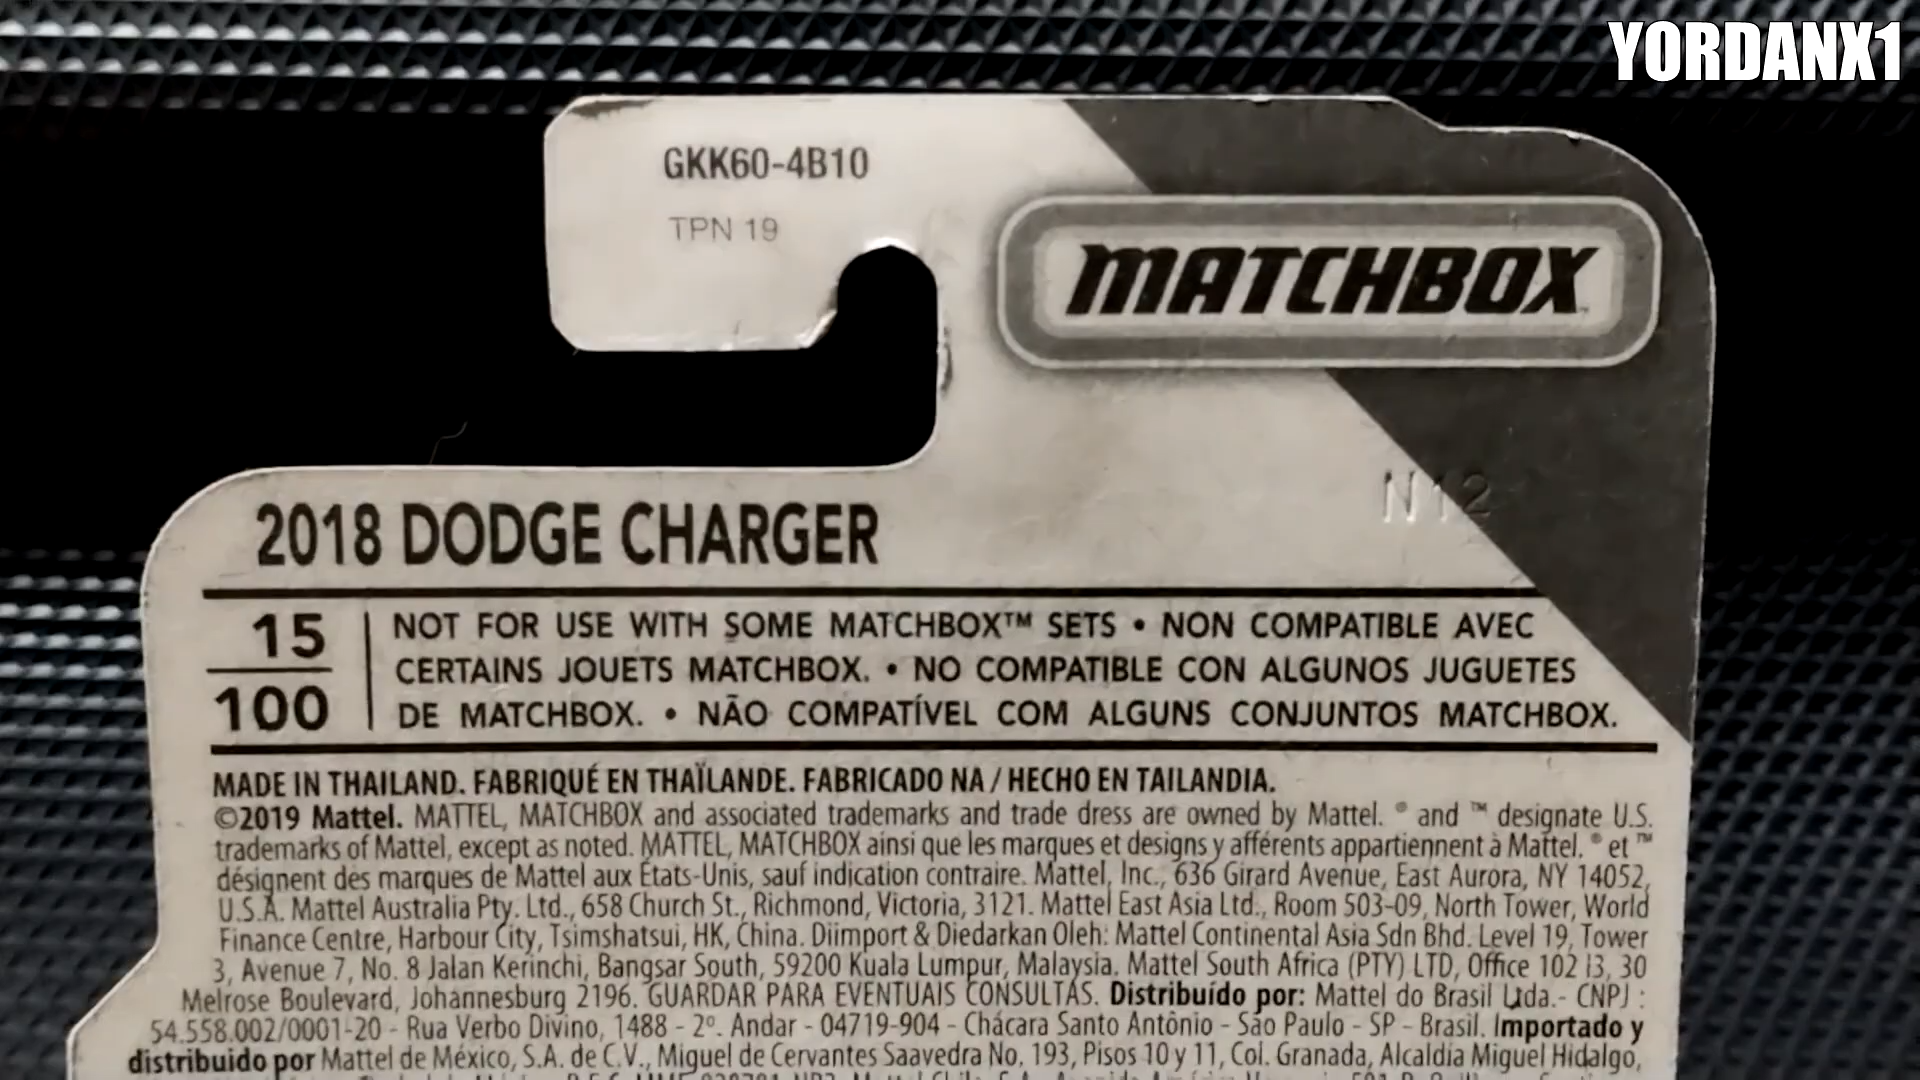 YORDANX1
GKK60-4B10
TPN 19
MATCHBOX
N12
2018 DODGE CHARGER
15
100
NOT FOR USE WITH SOME MATCHBOX™ SETS • NON COMPATIBLE AVEC
CERTAINS JOUETS MATCHBOX. • NO COMPATIBLE CON ALGUNOS JUGUETES
DE MATCHBOX. • NÃO COMPATÍVEL COM ALGUNS CONJUNTOS MATCHBOX.
MADE IN THAILAND. FABRIQUÉ EN THAÏLANDE. FABRICADO NA / HECHO EN TAILANDIA.
©2019 Mattel. MATTEL, MATCHBOX and associated trademarks and trade dress are owned by Mattel. ® and ™ designate U.S.
trademarks of Mattel, except as noted. MATTEL, MATCHBOX ainsi que les marques et designs y afférents appartiennent à Mattel. ® et ™
désignent des marques de Mattel aux États-Unis, sauf indication contraire. Mattel, Inc., 636 Girard Avenue, East Aurora, NY 14052,
U.S.A. Mattel Australia Pty. Ltd., 658 Church St., Richmond, Victoria, 3121. Mattel East Asia Ltd., Room 503-09, North Tower, World
Finance Centre, Harbour City, Tsimshatsui, HK, China. Diimport & Diedarkan Oleh: Mattel Continental Asia Sdn Bhd. Level 19, Tower
3, Avenue 7, No. 8 Jalan Kerinchi, Bangsar South, 59200 Kuala Lumpur, Malaysia. Mattel South Africa (PTY) LTD, Office 102 I3, 30
Melrose Boulevard, Johannesburg 2196. GUARDAR PARA EVENTUAIS CONSULTAS. Distribuído por: Mattel do Brasil Ltda.- CNPJ :
54.558.002/0001-20 - Rua Verbo Divino, 1488 - 2º. Andar - 04719-904 - Chácara Santo Antônio - São Paulo - SP - Brasil. Importado y
distribuido por Mattel de México, S.A. de C.V., Miguel de Cervantes Saavedra No. 193, Pisos 10 y 11, Col. Granada, Alcaldía Miguel Hidalgo,